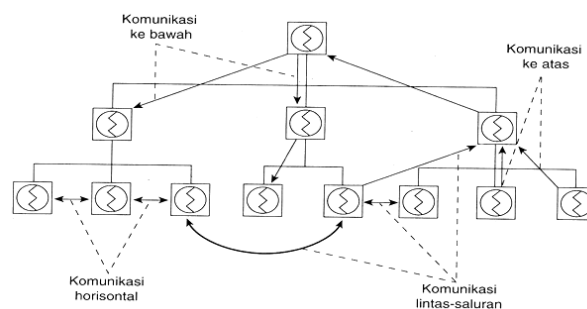 Komunikasi
ke bawah
Komunikasi
ke atas
Komunikasi
horisontal
Komunikasi
lintas-saluran